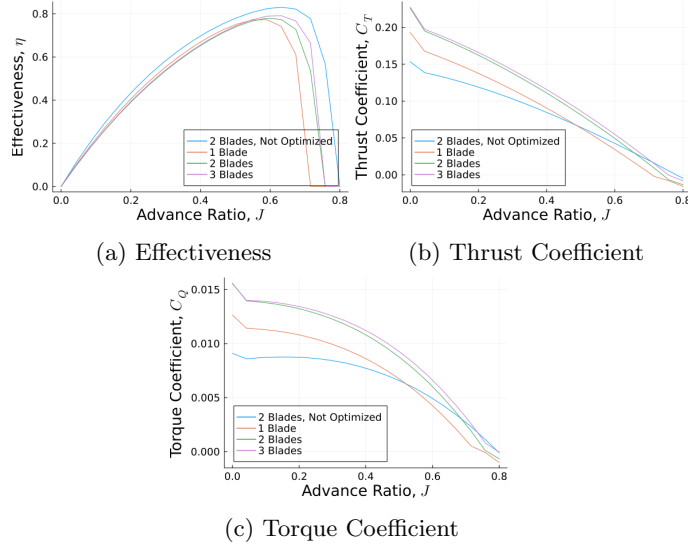 Effectiveness, η
0.8
0.6
0.4
0.2
0.0
2 Blades, Not Optimized
1 Blade
2 Blades
3 Blades
0.0 0.2 0.4 0.6 0.8
Advance Ratio, J
(a) Effectiveness
Thrust Coefficient, C_T
0.20
0.15
0.10
0.05
0.00
2 Blades, Not Optimized
1 Blade
2 Blades
3 Blades
0.0 0.2 0.4 0.6 0.8
Advance Ratio, J
(b) Thrust Coefficient
Torque Coefficient, C_Q
0.015
0.010
0.005
0.000
2 Blades, Not Optimized
1 Blade
2 Blades
3 Blades
0.0 0.2 0.4 0.6 0.8
Advance Ratio, J
(c) Torque Coefficient